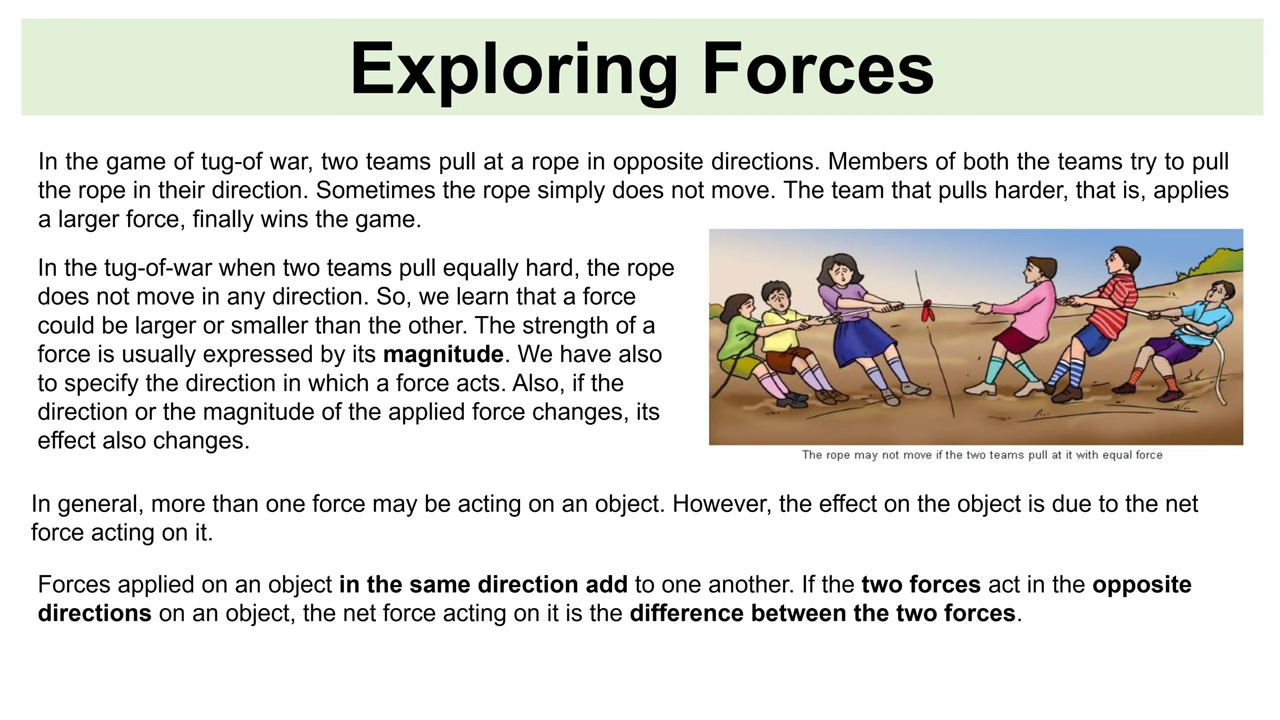 Exploring Forces
In the game of tug-of war, two teams pull at a rope in opposite directions. Members of both the teams try to pull
the rope in their direction. Sometimes the rope simply does not move. The team that pulls harder, that is, applies
a larger force, finally wins the game.
In the tug-of-war when two teams pull equally hard, the rope
does not move in any direction. So, we learn that a force
could be larger or smaller than the other. The strength of a
force is usually expressed by its magnitude. We have also
to specify the direction in which a force acts. Also, if the
direction or the magnitude of the applied force changes, its
effect also changes.
The rope may not move if the two teams pull at it with equal force
In general, more than one force may be acting on an object. However, the effect on the object is due to the net
force acting on it.
Forces applied on an object in the same direction add to one another. If the two forces act in the opposite
directions on an object, the net force acting on it is the difference between the two forces.